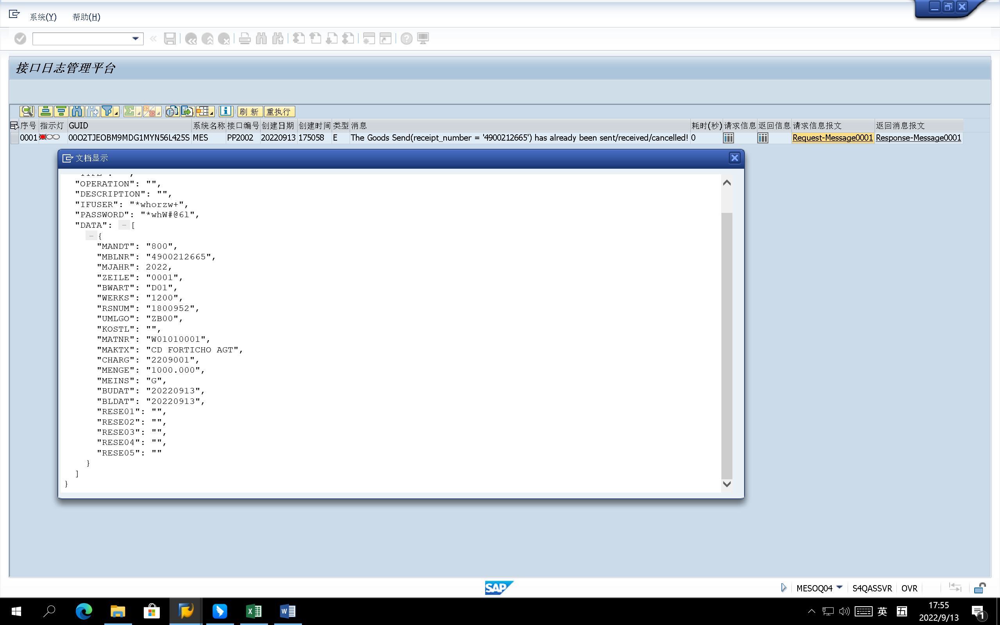 系统(Y) 帮助(H)
接口日志管理平台
刷 新 重执行
序号 指示灯 GUID 系统名称 接口编号 创建日期 创建时间 类型 消息 耗时(秒) 请求信息 返回信息 请求信息报文 返回消息报文
0001 00O2TJEOBM9MDG1MYN56L425S MES PP2002 20220913 175058 E The Goods Send(receipt_number = '4900212665') has already been sent/received/cancelled! 0 Request-Message0001 Response-Message0001
文档显示
"OPERATION": "",
"DESCRIPTION": "",
"IFUSER": "*whorzw+",
"PASSWORD": "*whW#@6l",
"DATA": - [
- {
"MANDT": "800",
"MBLNR": "4900212665",
"MJAHR": 2022,
"ZEILE": "0001",
"BWART": "D01",
"WERKS": "1200",
"RSNUM": "1800952",
"UMLGO": "ZB00",
"KOSTL": "",
"MATNR": "W01010001",
"MAKTX": "CD FORTICHO AGT",
"CHARG": "2209001",
"MENGE": "1000.000",
"MEINS": "G",
"BUDAT": "20220913",
"BLDAT": "20220913",
"RESE01": "",
"RESE02": "",
"RESE03": "",
"RESE04": "",
"RESE05": ""
}
]
}
SAP
MESOQ04 S4QASSVR OVR
英 五 17:55
2022/9/13 1